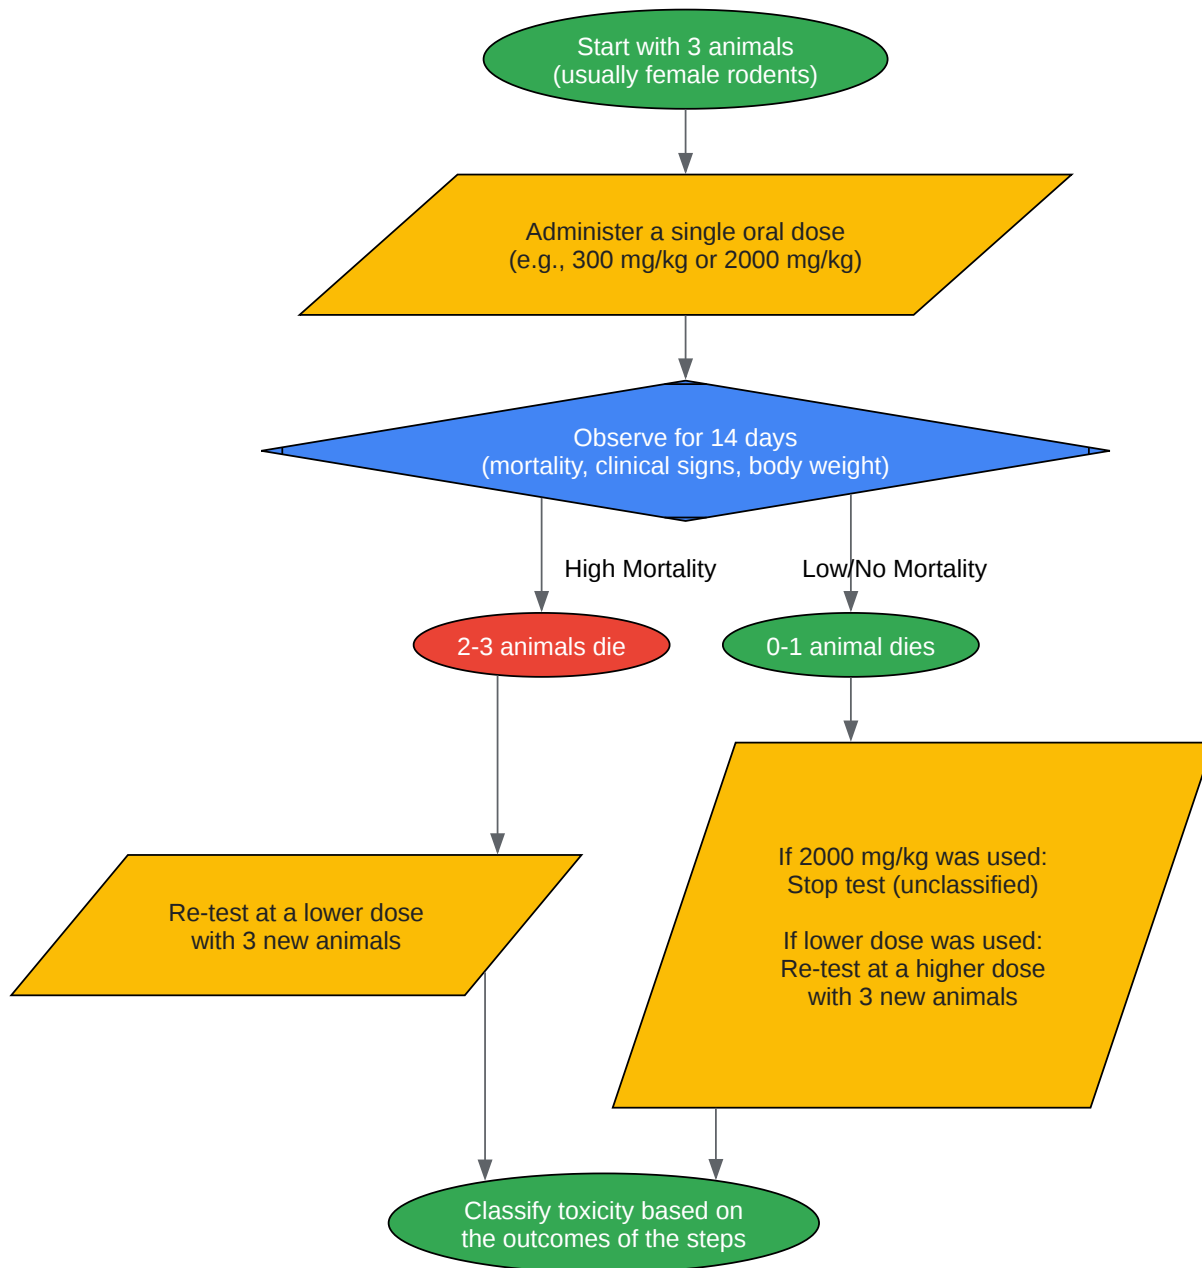 Start with 3 animals
(usually female rodents)
Administer a single oral dose
(e.g., 300 mg/kg or 2000 mg/kg)
Observe for 14 days
(mortality, clinical signs, body weight)
High Mortality
Low/No Mortality
2-3 animals die
0-1 animal dies
Re-test at a lower dose
with 3 new animals
If 2000 mg/kg was used:
Stop test (unclassified)
If lower dose was used:
Re-test at a higher dose
with 3 new animals
Classify toxicity based on
the outcomes of the steps